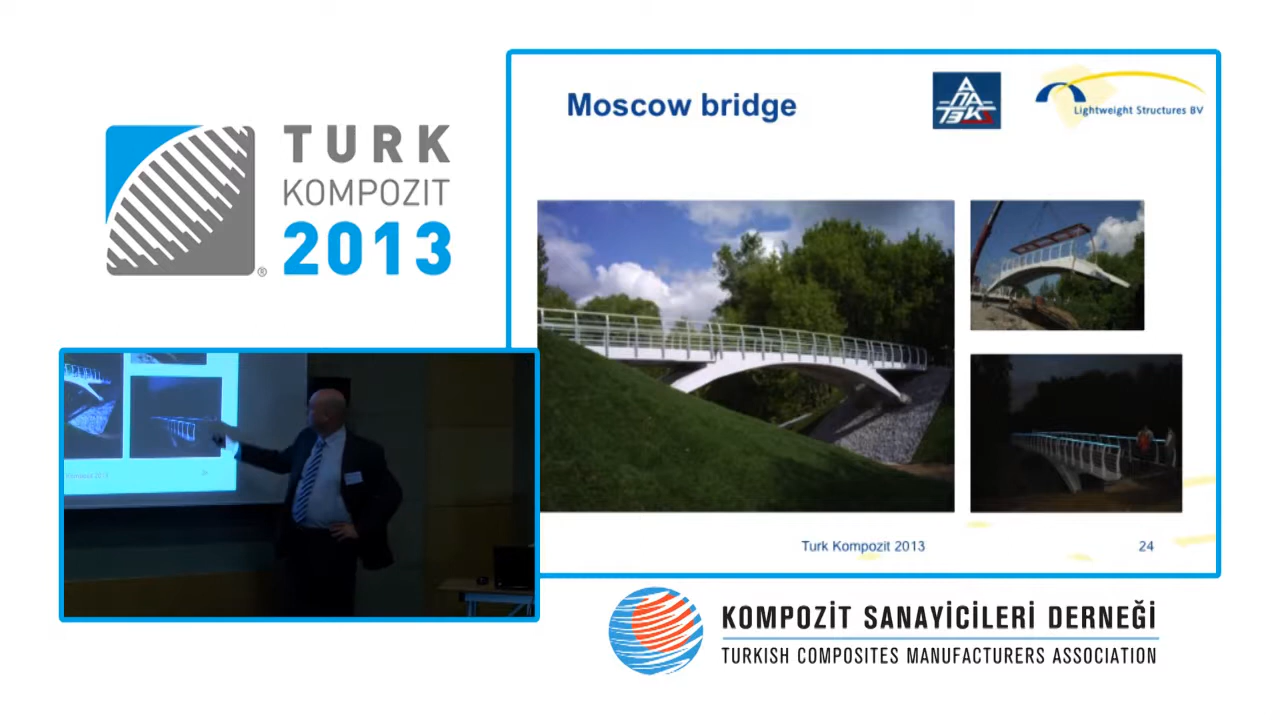 TURK
KOMPOZIT
2013
®
Moscow bridge
АПАТЭК
Lightweight Structures BV
Turk Kompozit 2013
24
KOMPOZİT SANAYİCİLERİ DERNEĞİ
TURKISH COMPOSITES MANUFACTURERS ASSOCIATION